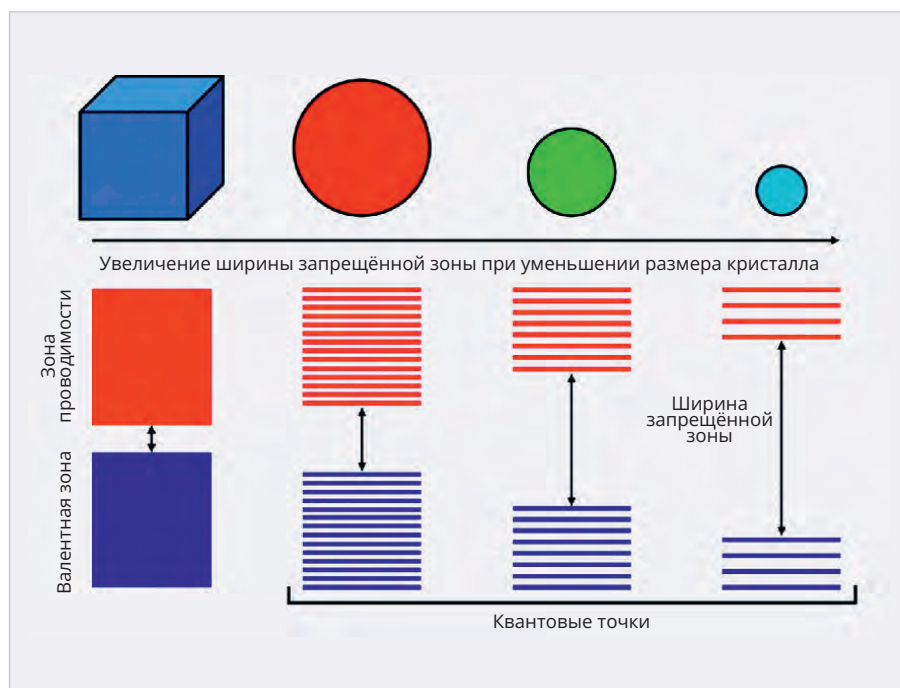 Увеличение ширины запрещённой зоны при уменьшении размера кристалла
Зона
проводимости
Валентная зона
Ширина
запрещённой
зоны
Квантовые точки